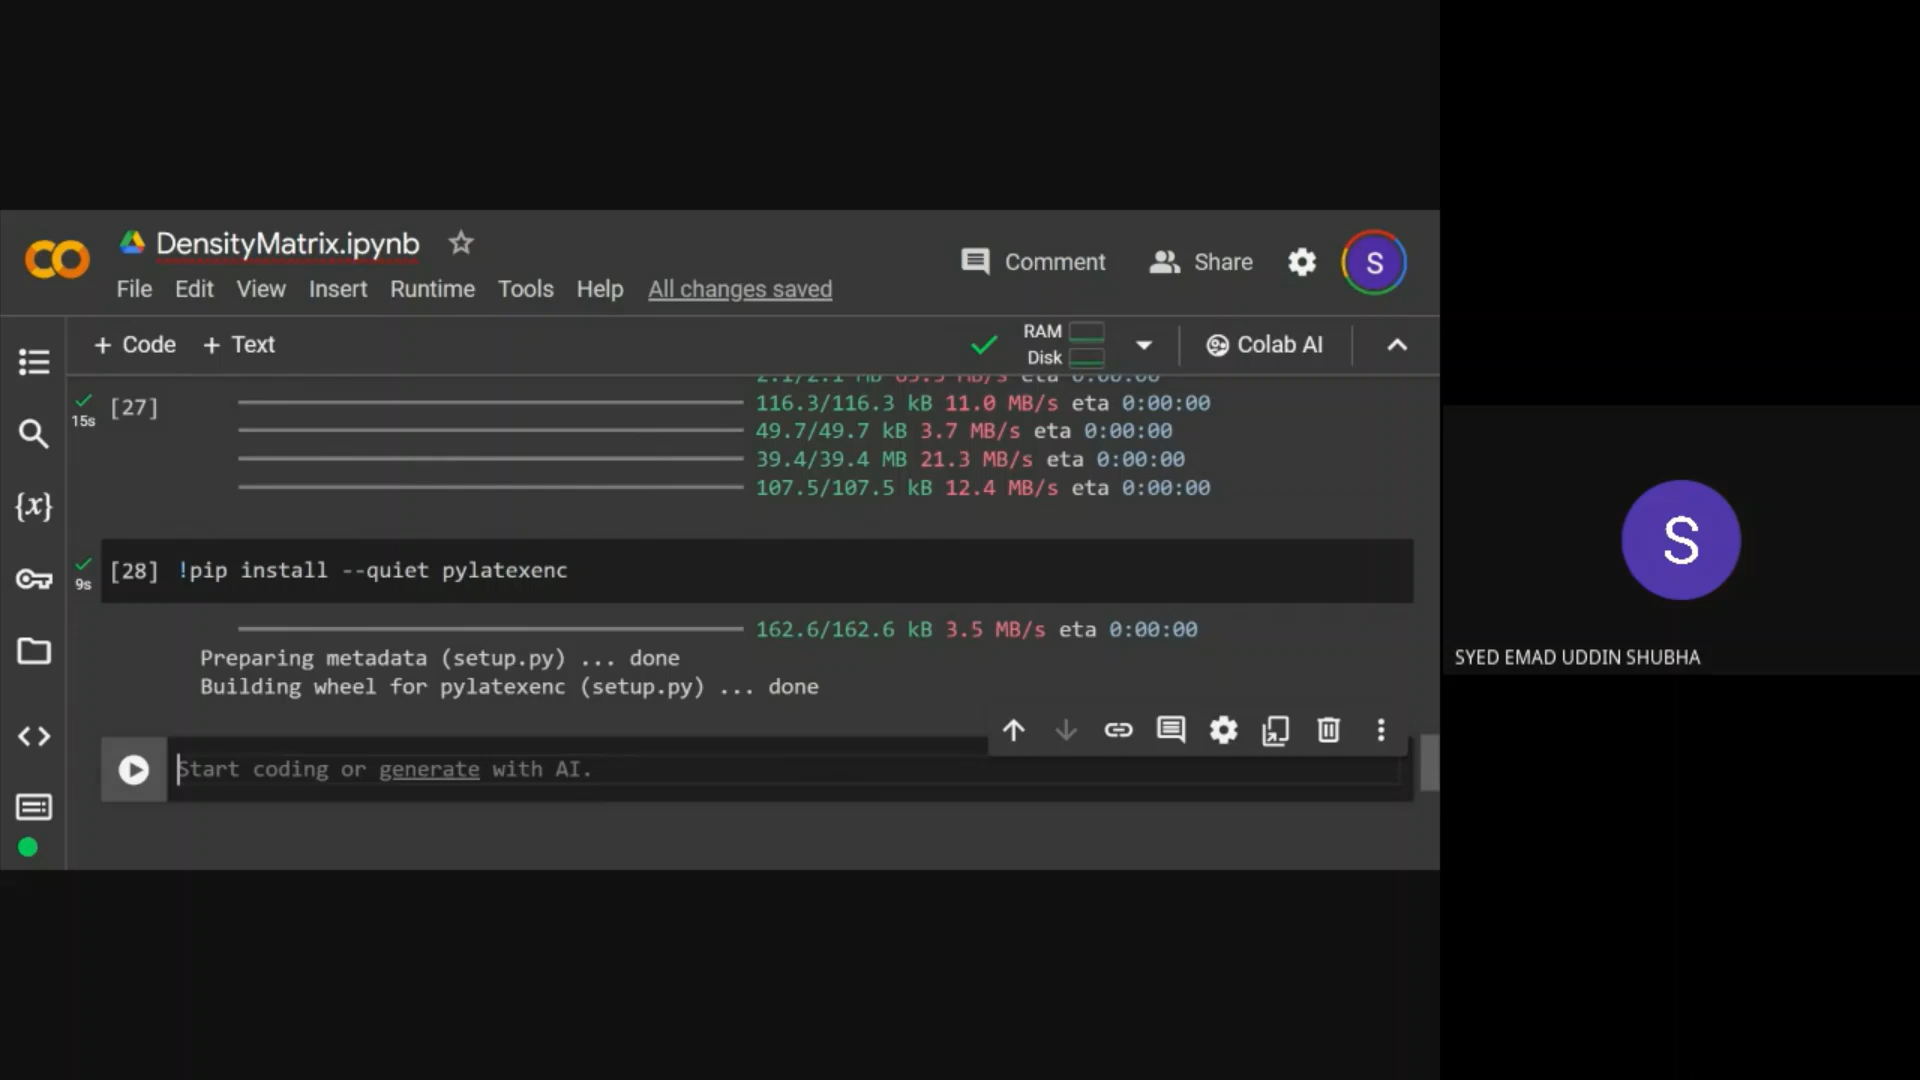 DensityMatrix.ipynb
File Edit View Insert Runtime Tools Help All changes saved
Comment Share S
+ Code + Text
RAM
Disk
Colab AI
[27]
15s
116.3/116.3 kB 11.0 MB/s eta 0:00:00
49.7/49.7 kB 3.7 MB/s eta 0:00:00
39.4/39.4 MB 21.3 MB/s eta 0:00:00
107.5/107.5 kB 12.4 MB/s eta 0:00:00
[28] !pip install --quiet pylatexenc
9s
162.6/162.6 kB 3.5 MB/s eta 0:00:00
Preparing metadata (setup.py) ... done
Building wheel for pylatexenc (setup.py) ... done
Start coding or generate with AI.
S
SYED EMAD UDDIN SHUBHA